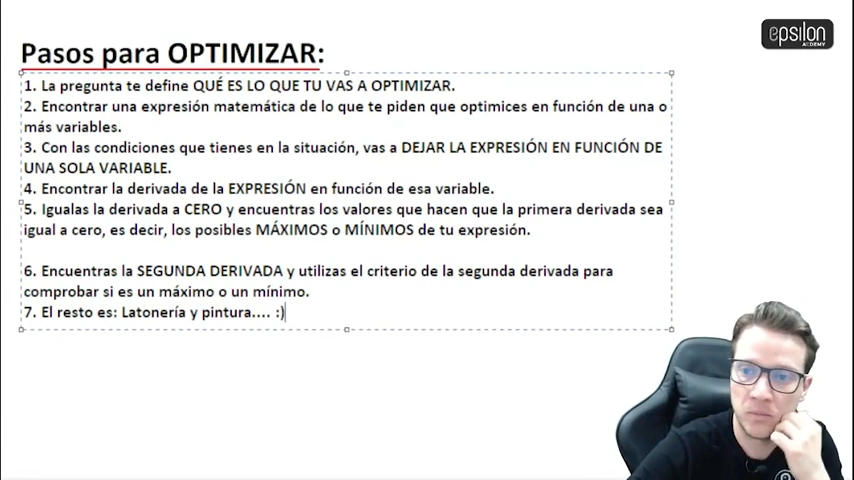 epsilon
ACADEMY
Pasos para OPTIMIZAR:
1. La pregunta te define QUÉ ES LO QUE TU VAS A OPTIMIZAR.
2. Encontrar una expresión matemática de lo que te piden que optimices en función de una o
más variables.
3. Con las condiciones que tienes en la situación, vas a DEJAR LA EXPRESIÓN EN FUNCIÓN DE
UNA SOLA VARIABLE.
4. Encontrar la derivada de la EXPRESIÓN en función de esa variable.
5. Igualas la derivada a CERO y encuentras los valores que hacen que la primera derivada sea
igual a cero, es decir, los posibles MÁXIMOS o MÍNIMOS de tu expresión.
6. Encuentras la SEGUNDA DERIVADA y utilizas el criterio de la segunda derivada para
comprobar si es un máximo o un mínimo.
7. El resto es: Latonería y pintura.... :)